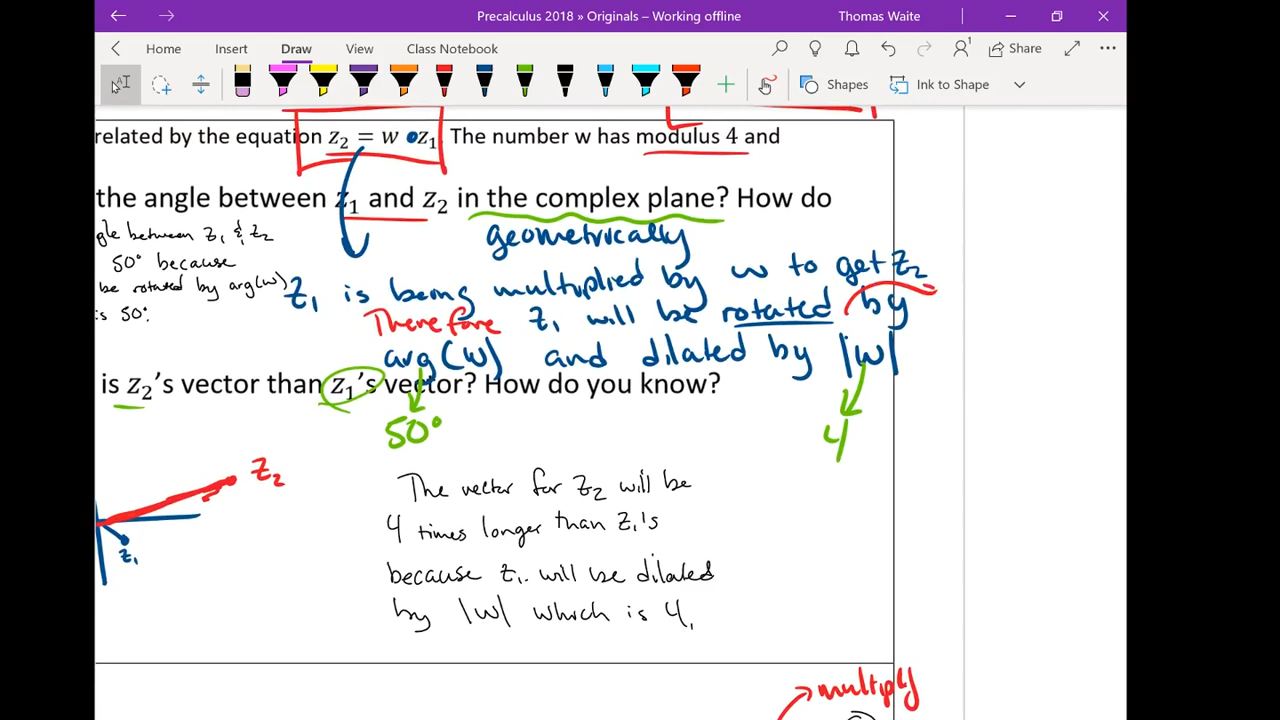 Precalculus 2018 » Originals – Working offline
Thomas Waite
Home Insert Draw View Class Notebook
Share
Shapes
Ink to Shape
related by the equation z₂ = w • z₁. The number w has modulus 4 and
the angle between z₁ and z₂ in the complex plane? How do
gle between z₁ & z₂
geometrically
50° because
be rotated by arg(w)
is 50°.
z₁ is being multiplied by w to get z₂
Therefore z₁ will be rotated by
arg(w) and dilated by |w|
is z₂'s vector than z₁'s vector? How do you know?
50°
4
z₂
z₁
The vector for z₂ will be
4 times longer than z₁'s
because z₁. will be dilated
by |w| which is 4.
multiply